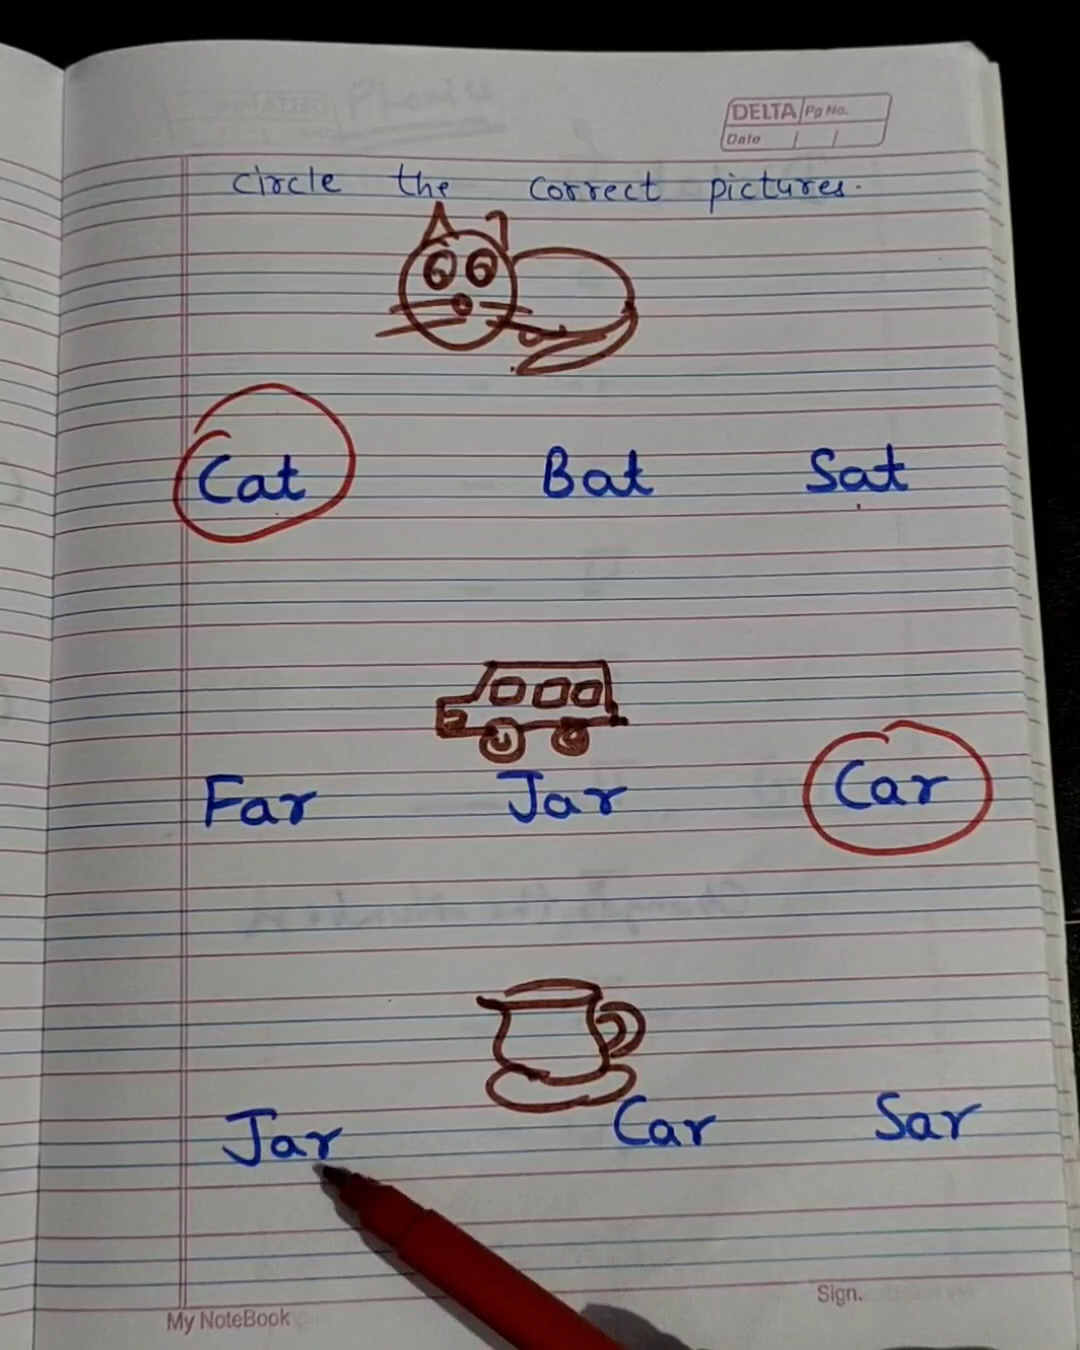 DELTA Pg No.
Date / /
circle the correct pictures.
Cat Bat Sat
Far Jar Car
Jar Car Sar
Sign.
My NoteBook